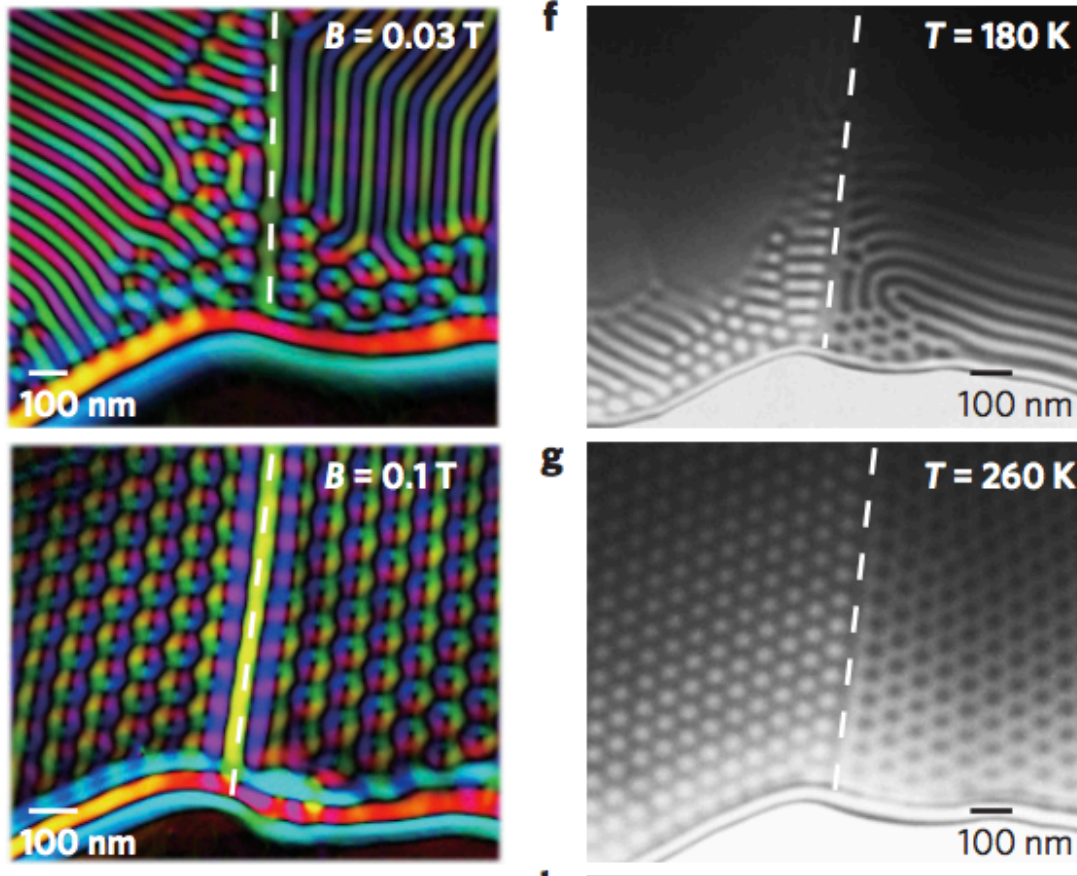 B = 0.03 T
100 nm
f
T = 180 K
100 nm
B = 0.1 T
100 nm
g
T = 260 K
100 nm